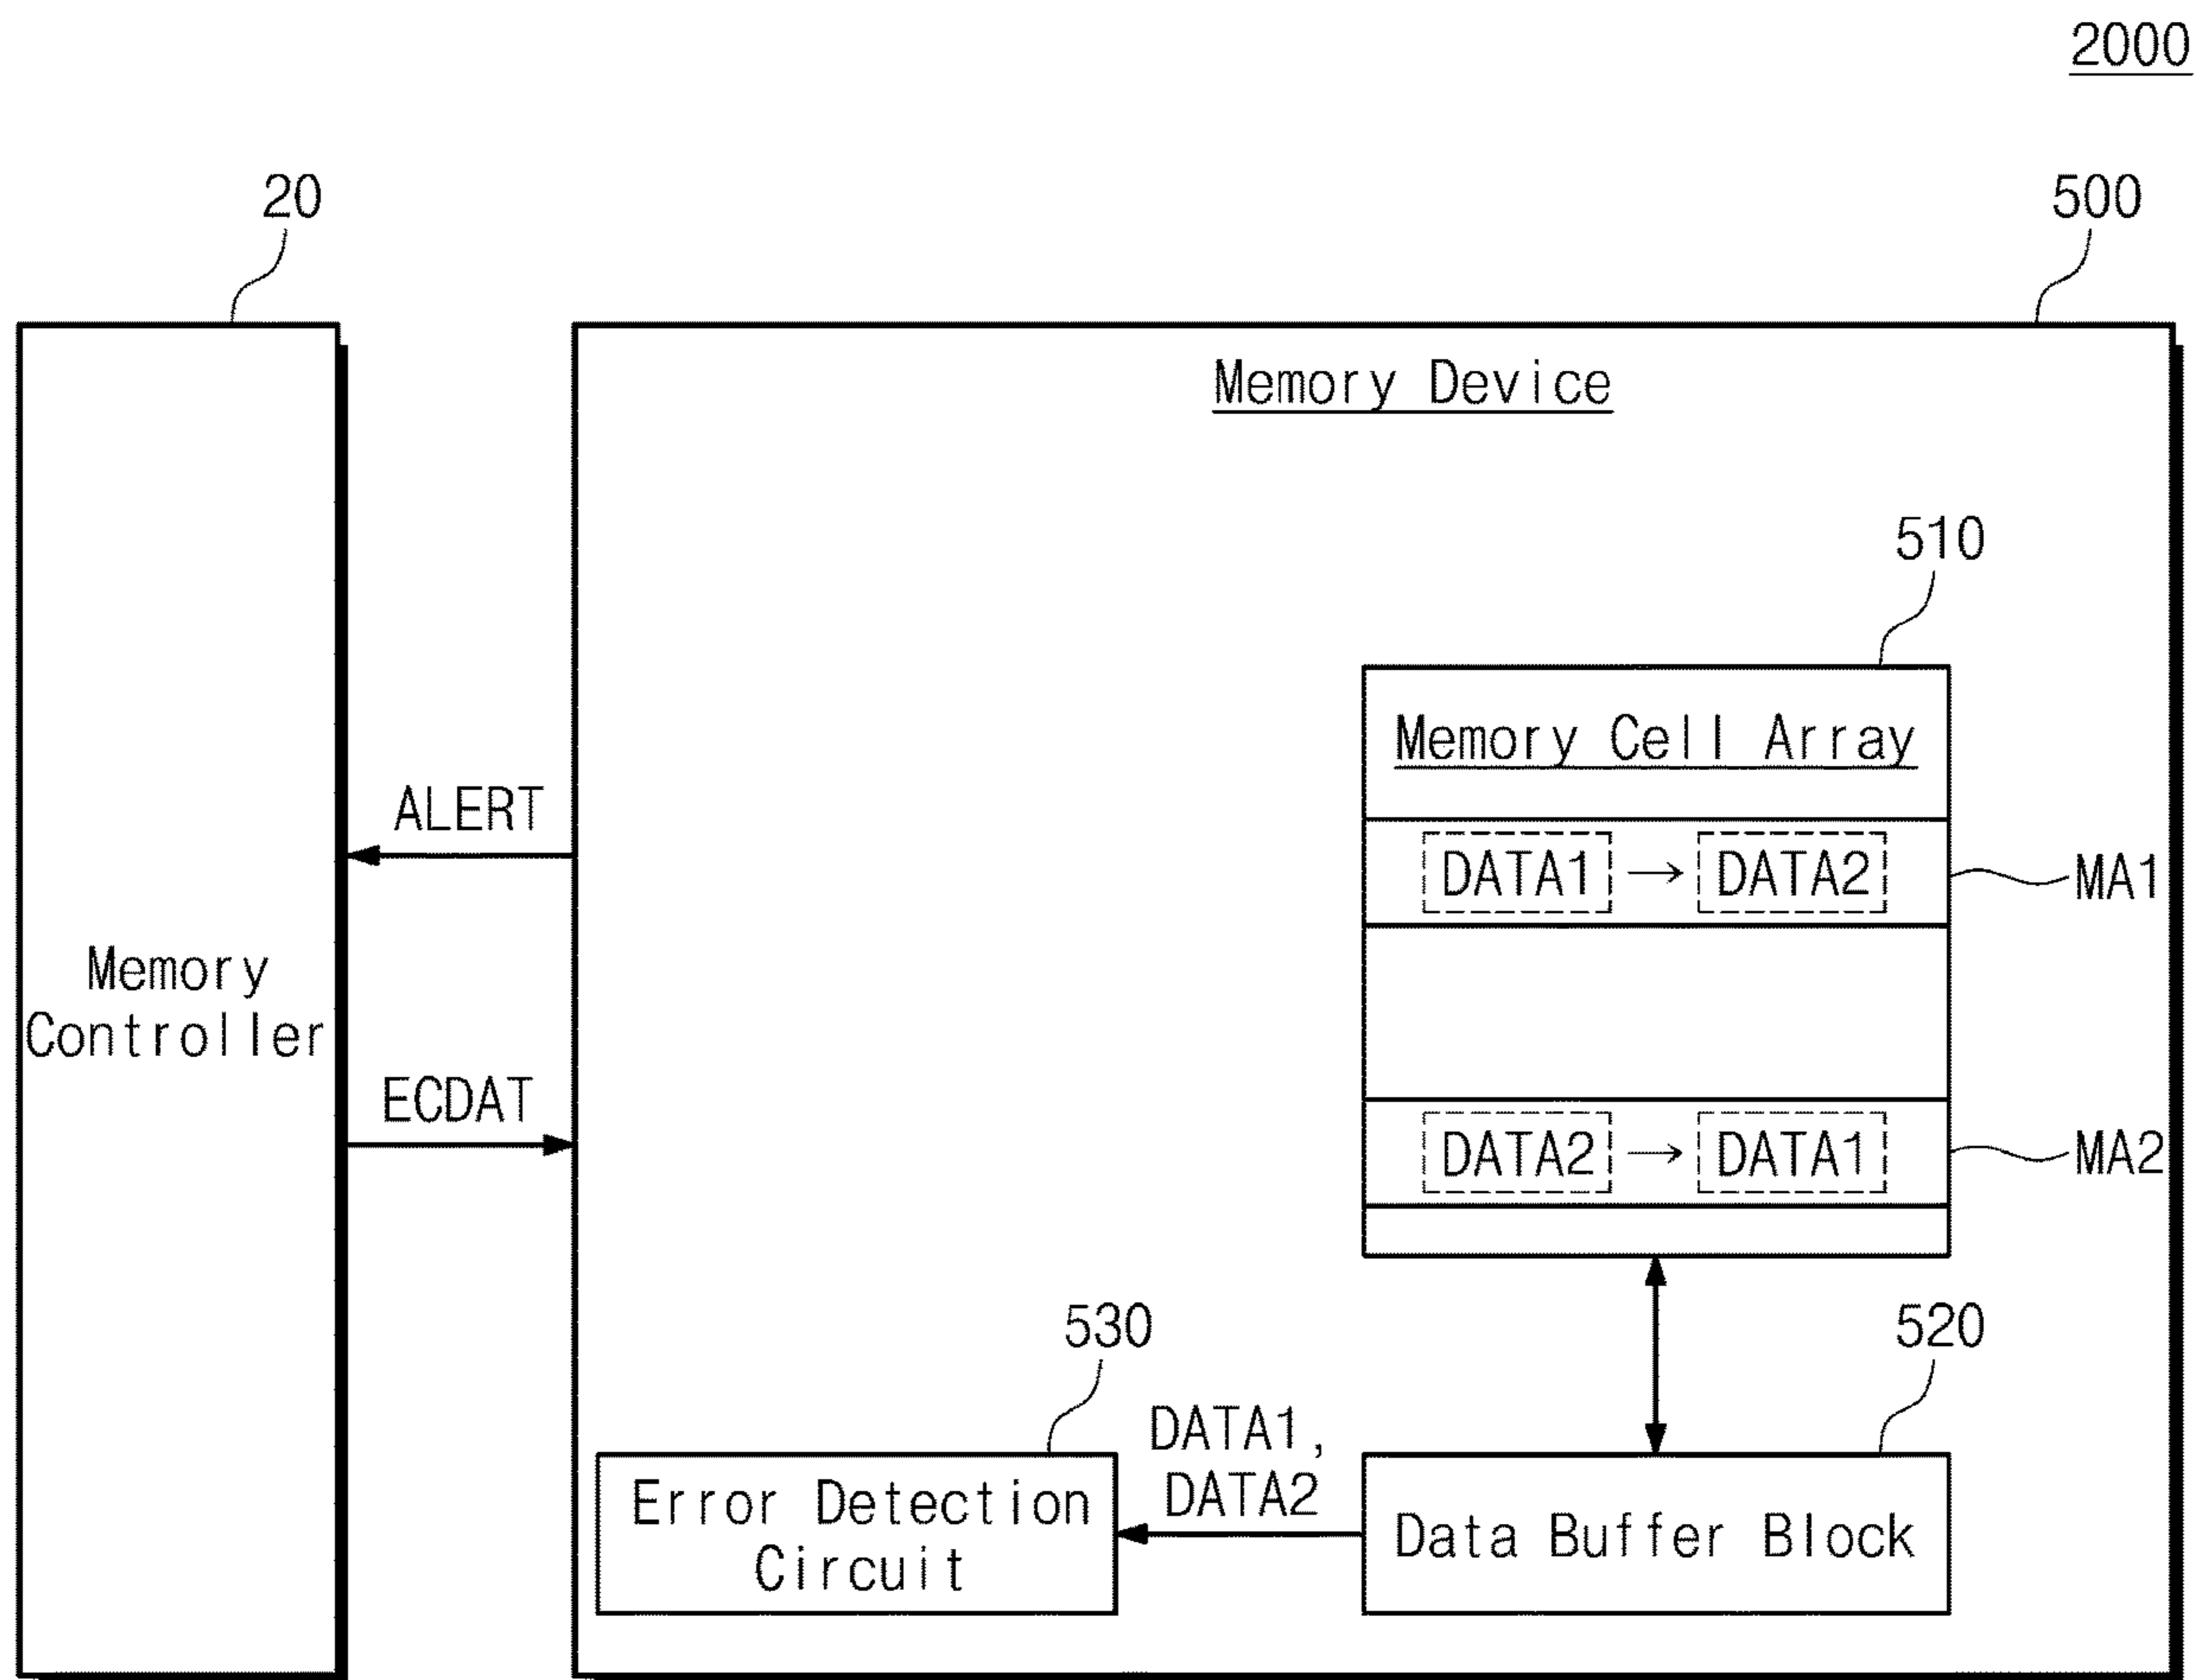 2000
20
500
Memory Device
510
Memory Cell Array
ALERT
DATA1 → DATA2
MA1
Memory
Controller
ECDAT
DATA2 → DATA1
MA2
530
520
DATA1,
DATA2
Error Detection
Circuit
Data Buffer Block